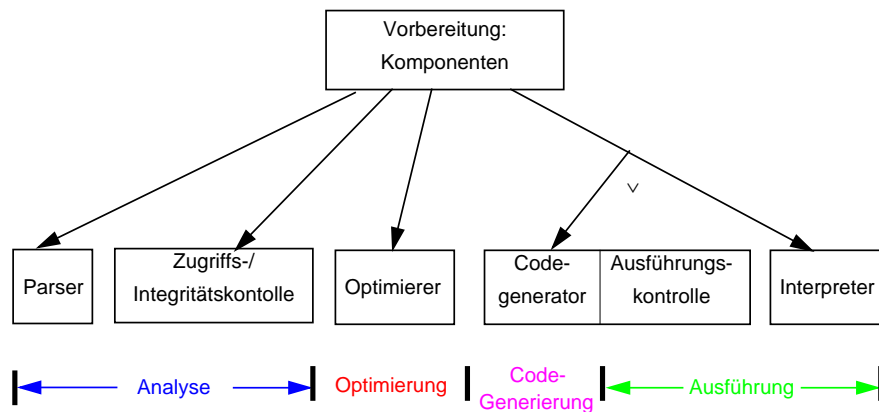 Vorbereitung:
Komponenten
∨
Parser
Zugriffs-/
Integritätskontolle
Optimierer
Code-
generator
Ausführungs-
kontrolle
Interpreter
Analyse
Optimierung
Code-
Generierung
Ausführung